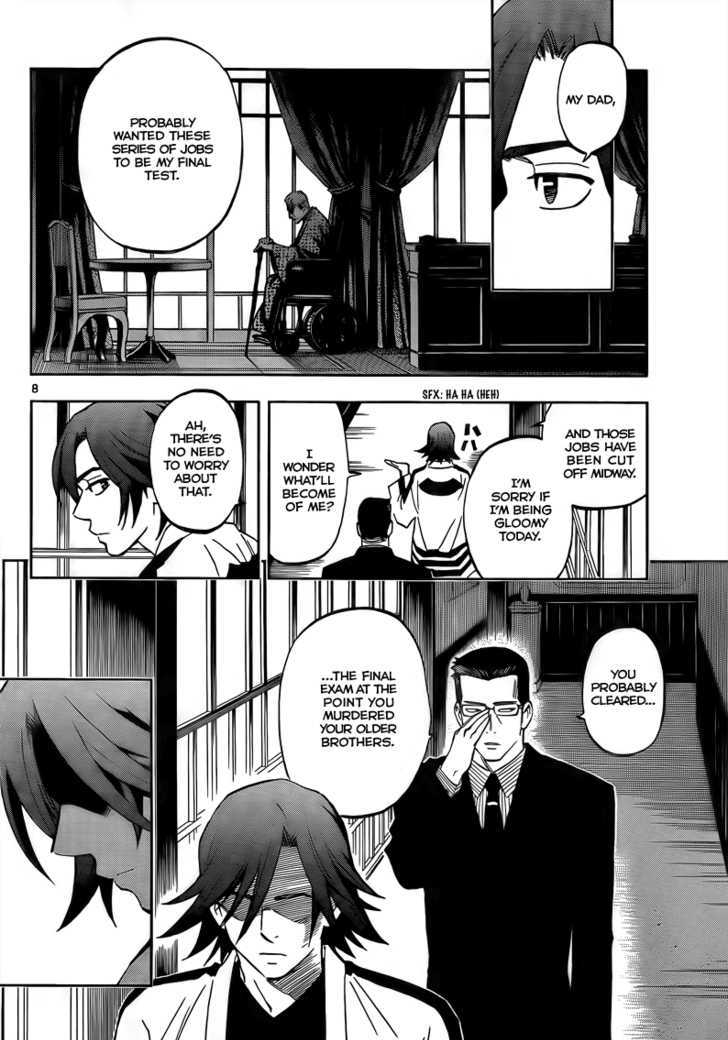 MY DAD,
PROBABLY
WANTED THESE
SERIES OF JOBS
TO BE MY FINAL
TEST.
8
SFX: HA HA (HEH)
AND THOSE
JOBS HAVE
BEEN CUT
OFF MIDWAY.
I'M
SORRY IF
I'M BEING
GLOOMY
TODAY.
I
WONDER
WHAT'LL
BECOME
OF ME?
AH,
THERE'S
NO NEED
TO WORRY
ABOUT
THAT.
YOU
PROBABLY
CLEARED...
...THE FINAL
EXAM AT THE
POINT YOU
MURDERED
YOUR OLDER
BROTHERS.